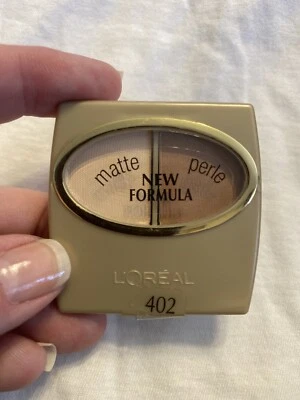 matte perle
NEW
FORMULA
L'ORÉAL
402